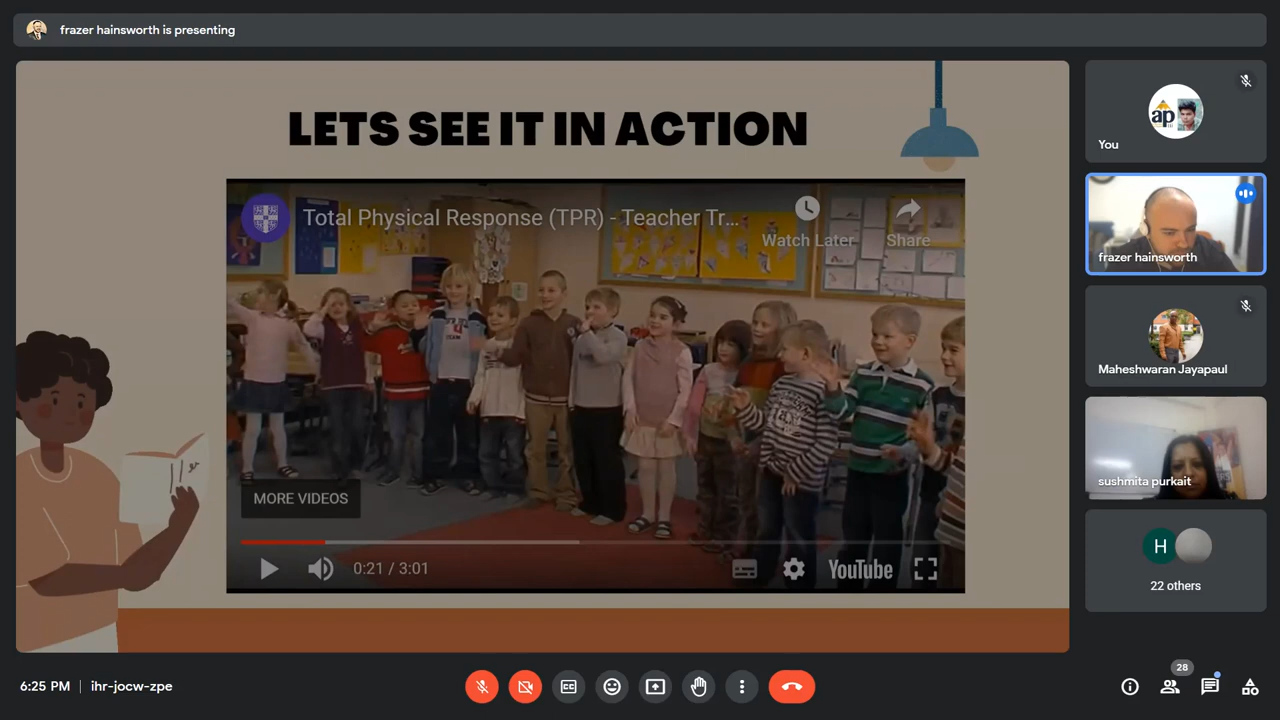 frazer hainsworth is presenting
LETS SEE IT IN ACTION
Total Physical Response (TPR) - Teacher Tr...
Watch Later
Share
MORE VIDEOS
0:21 / 3:01
YouTube
ap
You
frazer hainsworth
Maheshwaran Jayapaul
sushmita purkait
H
22 others
6:25 PM | ihr-jocw-zpe
CC
28